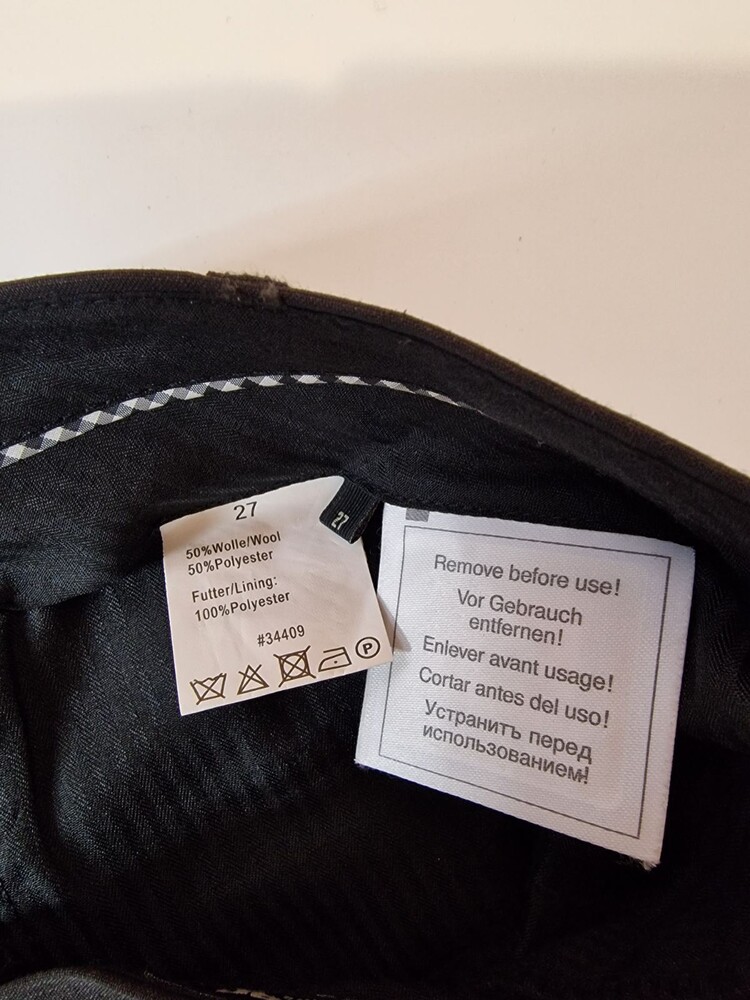 27
50%Wolle/Wool
50%Polyester
Futter/Lining:
100%Polyester
#34409
P
27
Remove before use!
Vor Gebrauch
entfernen!
Enlever avant usage!
Cortar antes del uso!
Устранитъ перед
использованием!